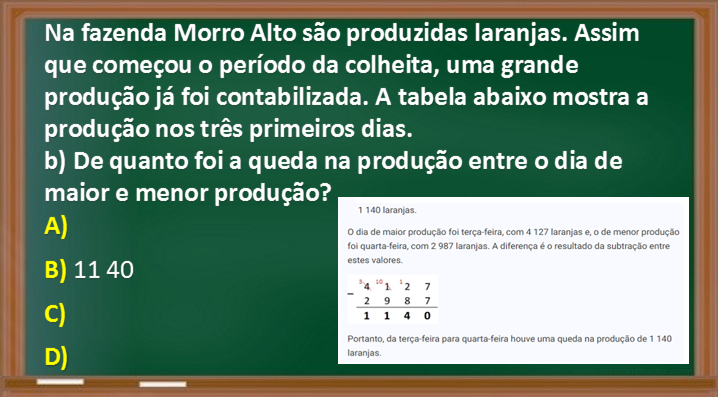 Na fazenda Morro Alto são produzidas laranjas. Assim
que começou o período da colheita, uma grande
produção já foi contabilizada. A tabela abaixo mostra a
produção nos três primeiros dias.
b) De quanto foi a queda na produção entre o dia de
maior e menor produção?
A)
B) 11 40
C)
D)
1 140 laranjas.
O dia de maior produção foi terça-feira, com 4 127 laranjas e, o de menor produção
foi quarta-feira, com 2 987 laranjas. A diferença é o resultado da subtração entre
estes valores.
3 4 10 1 1 2 7
− 2 9 8 7
1 1 4 0
Portanto, da terça-feira para quarta-feira houve uma queda na produção de 1 140
laranjas.